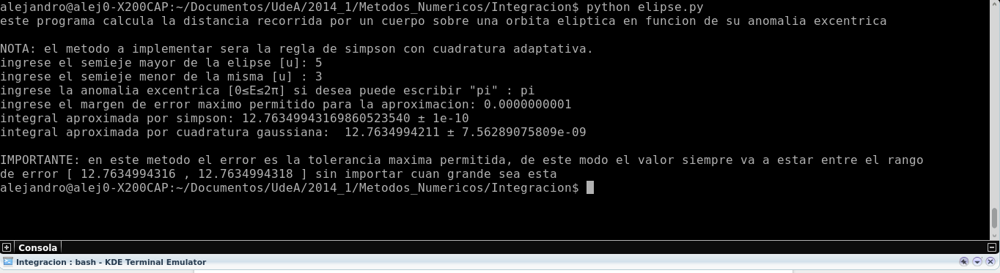 alejandro@alej0-X200CAP:~/Documentos/UdeA/2014_1/Metodos_Numericos/Integracion$ python elipse.py
este programa calcula la distancia recorrida por un cuerpo sobre una orbita eliptica en funcion de su anomalia excentrica
NOTA: el metodo a implementar sera la regla de simpson con cuadratura adaptativa.
ingrese el semieje mayor de la elipse [u]: 5
ingrese el semieje menor de la misma [u] : 3
ingrese la anomalia excentrica [0≤E≤2π] si desea puede escribir "pi" : pi
ingrese el margen de error maximo permitido para la aproximacion: 0.0000000001
integral aproximada por simpson: 12.76349943169860523540 ± 1e-10
integral aproximada por cuadratura gaussiana:  12.7634994211 ± 7.56289075809e-09
IMPORTANTE: en este metodo el error es la tolerancia maxima permitida, de este modo el valor siempre va a estar entre el rango
de error [ 12.7634994316 , 12.7634994318 ] sin importar cuan grande sea esta
alejandro@alej0-X200CAP:~/Documentos/UdeA/2014_1/Metodos_Numericos/Integracion$
Consola
Integracion : bash - KDE Terminal Emulator